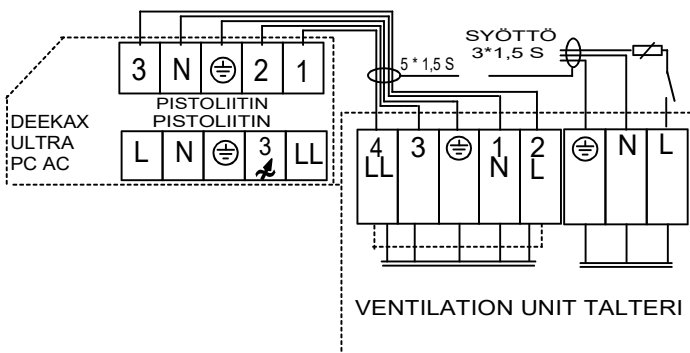 SYÖTTÖ
3*1,5 S
5 * 1,5 S
3 N 2 1
PISTOLIITIN
PISTOLIITIN
DEEKAX
ULTRA
PC AC
L N 3 LL
4 3 1 2 N L
LL N L
VENTILATION UNIT TALTERI